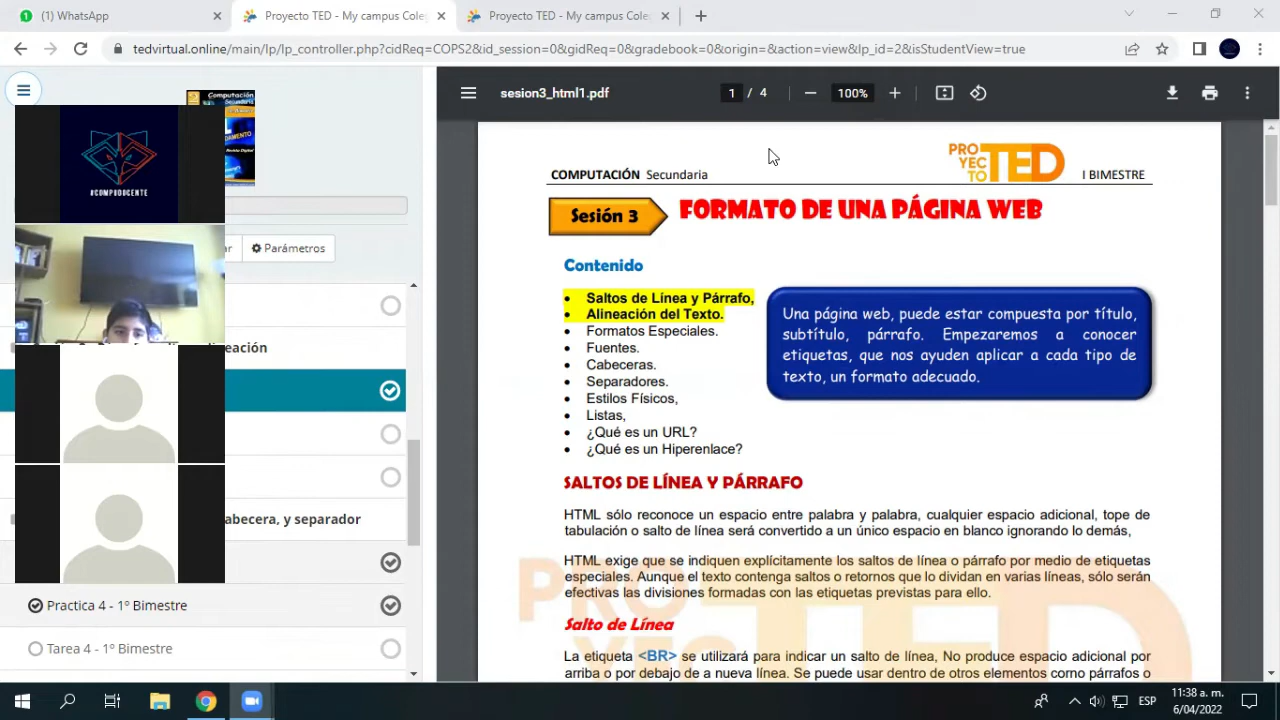 (1) WhatsApp
Proyecto TED - My campus Cole
Proyecto TED - My campus Coleg
tedvirtual.online/main/lp/lp_controller.php?cidReq=COPS2&id_session=0&gidReq=0&gradebook=0&origin=&action=view&lp_id=2&isStudentView=true
sesion3_html1.pdf
1 / 4
100%
Computación
Secundaria
#COMPUDOCENTE
ar
Parámetros
alineación
abecera, y separador
Practica 4 - 1º Bimestre
Tarea 4 - 1º Bimestre
COMPUTACIÓN Secundaria
PROYECTO TED
I BIMESTRE
Sesión 3
FORMATO DE UNA PÁGINA WEB
Contenido
• Saltos de Línea y Párrafo,
• Alineación del Texto.
• Formatos Especiales.
• Fuentes.
• Cabeceras.
• Separadores.
• Estilos Físicos,
• Listas,
• ¿Qué es un URL?
• ¿Qué es un Hiperenlace?
Una página web, puede estar compuesta por título,
subtítulo, párrafo. Empezaremos a conocer
etiquetas, que nos ayuden aplicar a cada tipo de
texto, un formato adecuado.
SALTOS DE LÍNEA Y PÁRRAFO
HTML sólo reconoce un espacio entre palabra y palabra, cualquier espacio adicional, tope de
tabulación o salto de línea será convertido a un único espacio en blanco ignorando lo demás,
HTML exige que se indiquen explícitamente los saltos de línea o párrafo por medio de etiquetas
especiales. Aunque el texto contenga saltos o retornos que lo dividan en varias líneas, sólo serán
efectivas las divisiones formadas con las etiquetas previstas para ello.
Salto de Línea
La etiqueta <BR> se utilizará para indicar un salto de línea, No produce espacio adicional por
arriba o por debajo de a nueva línea. Se puede usar dentro de otros elementos como párrafos o
ESP
11:38 a. m.
6/04/2022